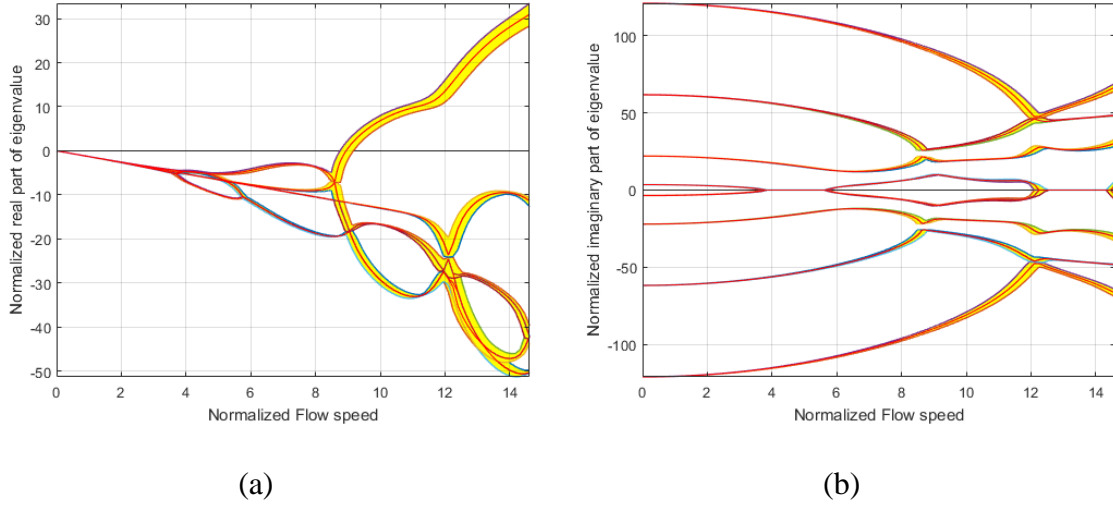 30
20
10
0
-10
-20
-30
-40
-50
0 2 4 6 8 10 12 14
Normalized real part of eigenvalue
Normalized Flow speed
(a)
100
50
0
-50
-100
0 2 4 6 8 10 12 14
Normalized imaginary part of eigenvalue
Normalized Flow speed
(b)